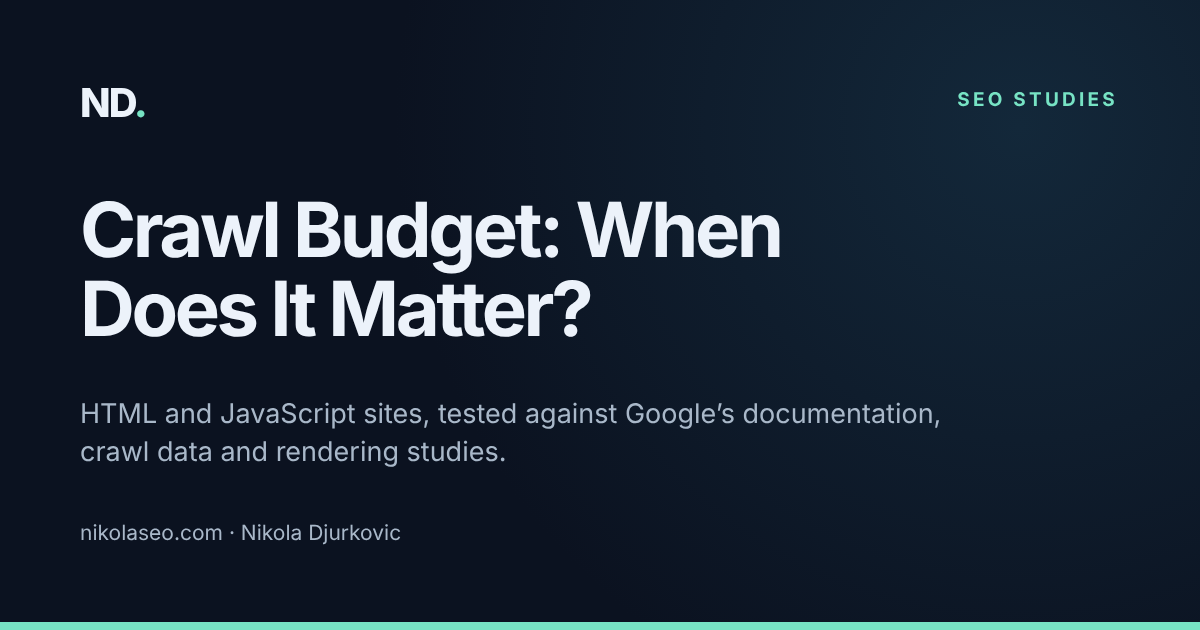 ND.
SEO STUDIES
Crawl Budget: When
Does It Matter?
HTML and JavaScript sites, tested against Google’s documentation,
crawl data and rendering studies.
nikolaseo.com · Nikola Djurkovic